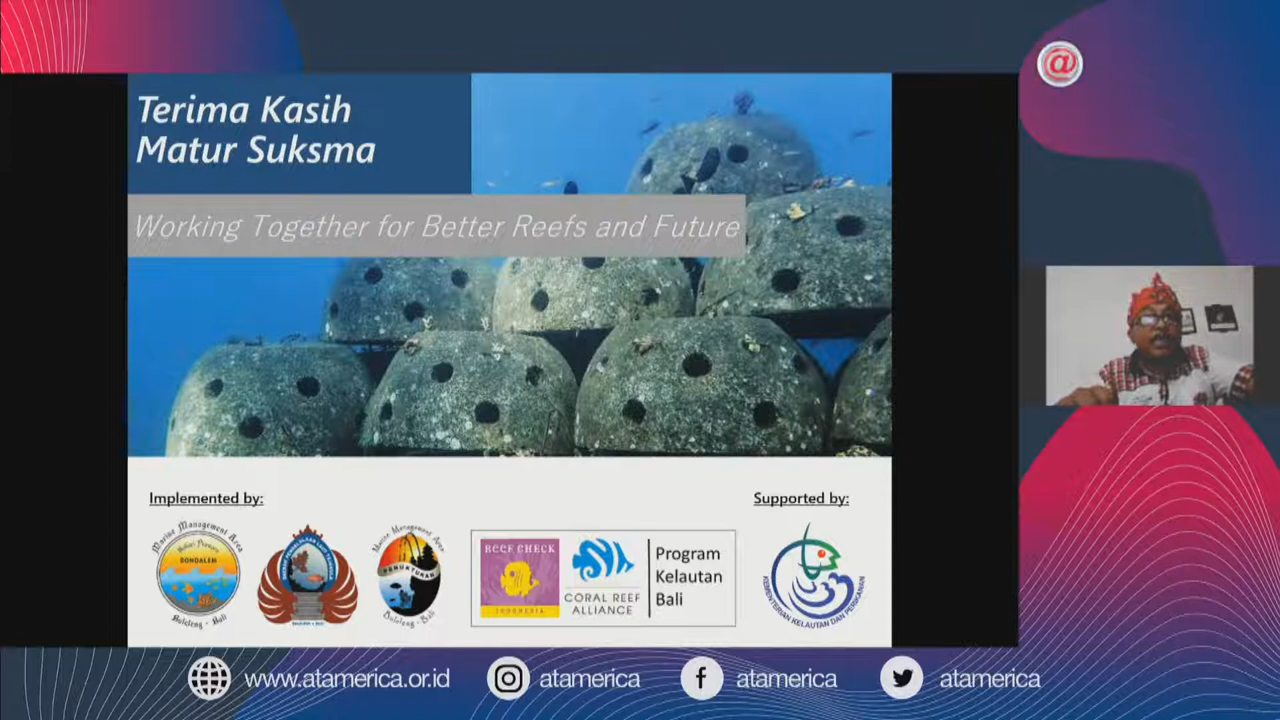 @
Terima Kasih
Matur Suksma
Working Together for Better Reefs and Future
Implemented by:
Supported by:
Marine Management Area
BONDALEM
Buleleng - Bali
Marine Management Area
PENUKTUKAN
Buleleng - Bali
REEF CHECK
INDONESIA
CORAL REEF
ALLIANCE
Program
Kelautan
Bali
KEMENTERIAN KELAUTAN DAN PERIKANAN
www.atamerica.or.id
atamerica
atamerica
atamerica